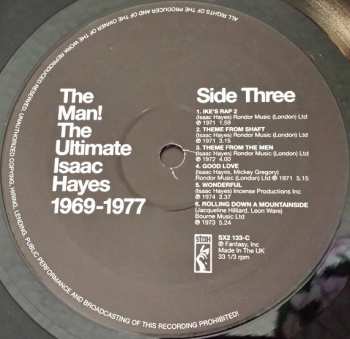 ALL RIGHTS OF THE PRODUCER AND OF THE OWNER OF THE WORK REPRODUCED RESERVED. UNAUTHORIZED COPYING, HIRING, LENDING, PUBLIC PERFORMANCE AND BROADCASTING OF THIS RECORDING PROHIBITED!
The
Man!
The
Ultimate
Isaac
Hayes
1969-1977
Side Three
1. IKE'S RAP 2
(Isaac Hayes) Rondor Music (London) Ltd
℗ 1971 1.59
2. THEME FROM SHAFT
(Isaac Hayes) Rondor Music (London) Ltd
℗ 1971 3.15
3. THEME FROM THE MEN
(Isaac Hayes) Rondor Music (London) Ltd
℗ 1972 4.00
4. GOOD LOVE
(Isaac Hayes, Mickey Gregory)
Rondor Music (London) Ltd ℗ 1971 5.15
5. WONDERFUL
(Isaac Hayes) Incense Productions Inc
℗ 1974 3.37
6. ROLLING DOWN A MOUNTAINSIDE
(Jacqueline Hilliard, Leon Ware)
Bourne Music Ltd
℗ 1973 5.24
STAX
SX2 133-C
℗ Fantasy, Inc
Made in The UK
33 1/3 rpm